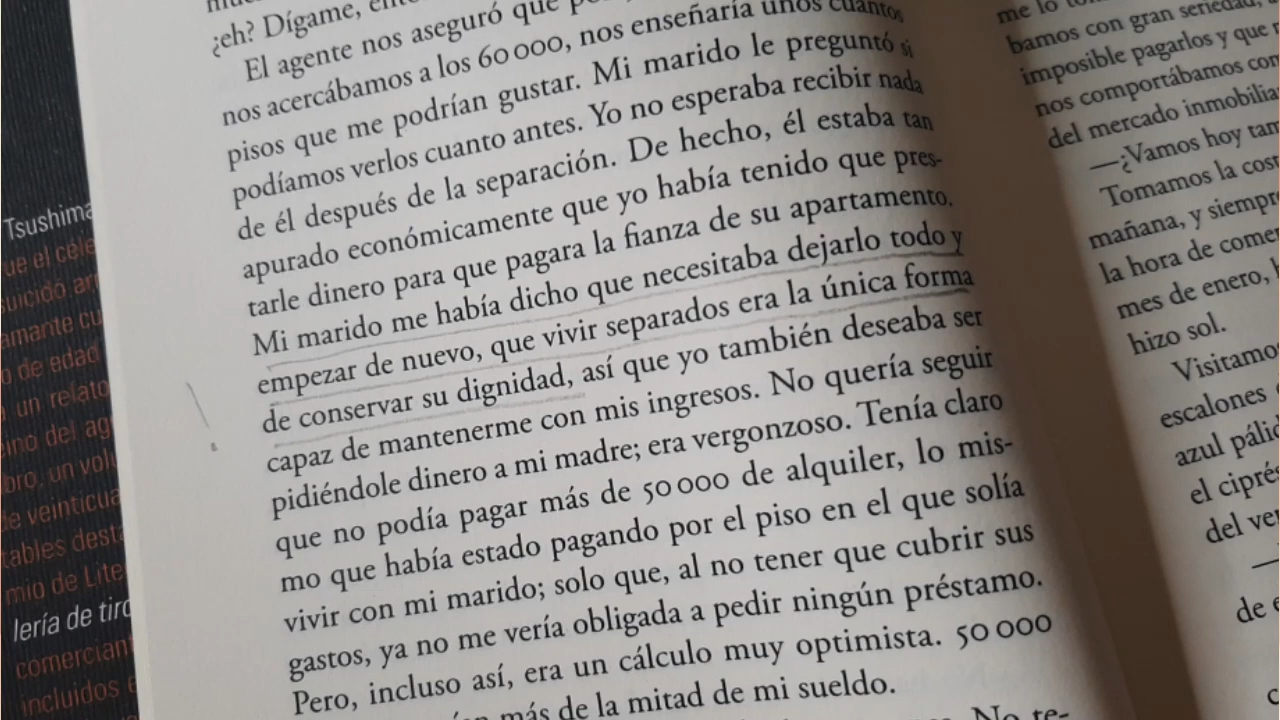 Tsushima
ue el cele
suicido
amante cu
o de edad
un relato
ino del ag
bro, un volu
de veinticua
tables desta
mio de Lite
lería de tiro
comerciant
incluidos e
¿eh? Dígame,
El agente nos aseguró que
nos acercábamos a los 60 000, nos enseñaría unos cuantos
pisos que me podrían gustar. Mi marido le preguntó si
podíamos verlos cuanto antes. Yo no esperaba recibir nada
de él después de la separación. De hecho, él estaba tan
apurado económicamente que yo había tenido que pres-
tarle dinero para que pagara la fianza de su apartamento.
Mi marido me había dicho que necesitaba dejarlo todo y
empezar de nuevo, que vivir separados era la única forma
de conservar su dignidad, así que yo también deseaba ser
capaz de mantenerme con mis ingresos. No quería seguir
pidiéndole dinero a mi madre; era vergonzoso. Tenía claro
que no podía pagar más de 50 000 de alquiler, lo mis-
mo que había estado pagando por el piso en el que solía
vivir con mi marido; solo que, al no tener que cubrir sus
gastos, ya no me vería obligada a pedir ningún préstamo.
Pero, incluso así, era un cálculo muy optimista. 50 000
más de la mitad de mi sueldo.
No te-
me lo
bamos con gran seriedad,
imposible pagarlos y que
nos comportábamos con
del mercado inmobilia
—¿Vamos hoy tam
Tomamos la cos
mañana, y siempre
la hora de comer
mes de enero,
hizo sol.
Visitamo
escalones
azul pálid
el ciprés
del ver
—
de e